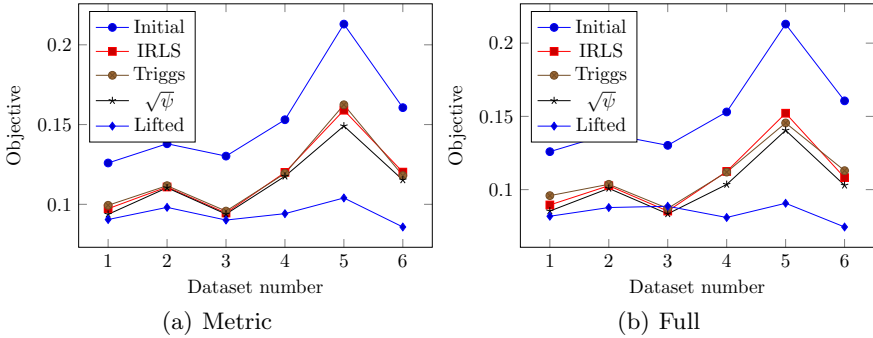 0.2
0.15
0.1
Objective
Initial
IRLS
Triggs
√ψ
Lifted
1 2 3 4 5 6
Dataset number
(a) Metric
0.2
0.15
0.1
Objective
Initial
IRLS
Triggs
√ψ
Lifted
1 2 3 4 5 6
Dataset number
(b) Full